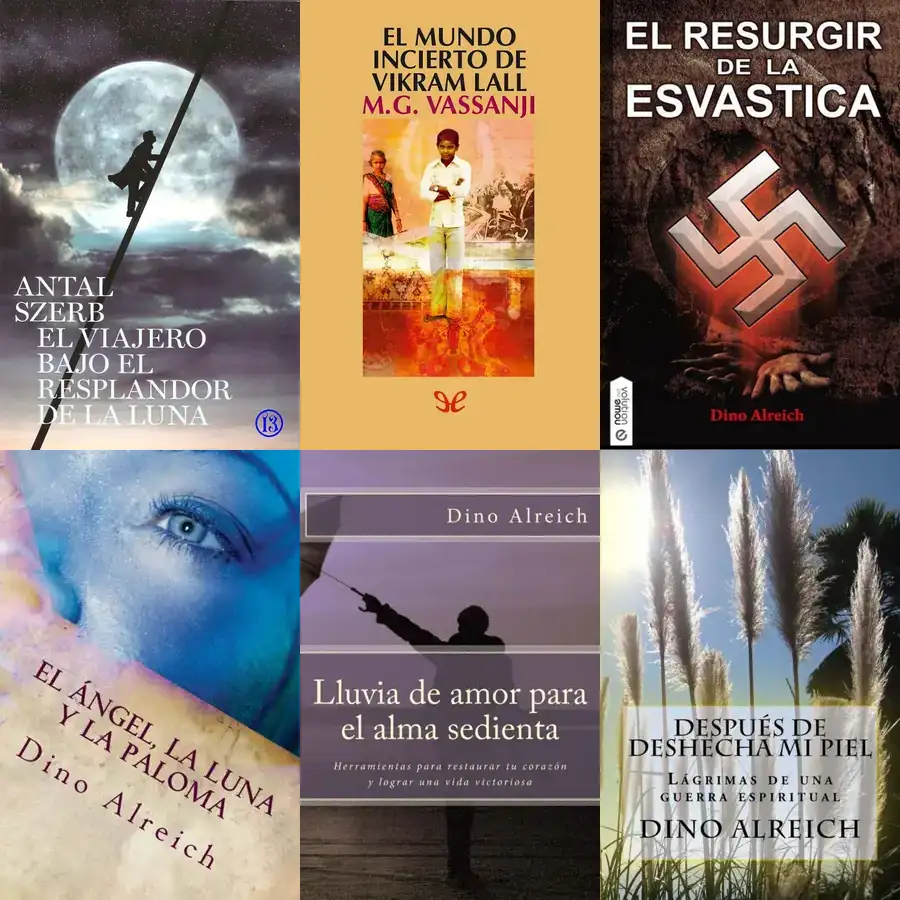 ANTAL
SZERB
EL VIAJERO
BAJO EL
RESPLANDOR
DE LA LUNA
13
EL MUNDO
INCIERTO DE
VIKRAM LALL
M.G. VASSANJI
EL RESURGIR
DE LA
ESVASTICA
nowe
volution
Dino Alreich
EL ÁNGEL, LA LUNA
Y LA PALOMA
Dino Alreich
Dino Alreich
Lluvia de amor para
el alma sedienta
Herramientas para restaurar tu corazón
y lograr una vida victoriosa
DESPUÉS DE
DESHECHA MI PIEL
LÁGRIMAS DE UNA
GUERRA ESPIRITUAL
DINO ALREICH